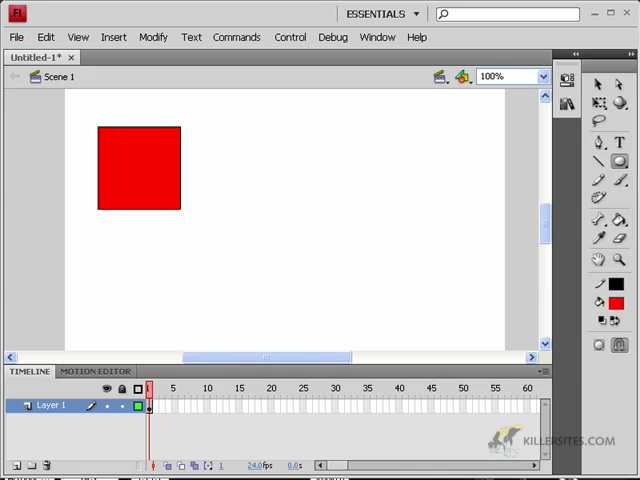 Fl
ESSENTIALS
File Edit View Insert Modify Text Commands Control Debug Window Help
Untitled-1*
Scene 1
100%
T
TIMELINE MOTION EDITOR
1 5 10 15 20 25 30 35 40 45 50 55 60
Layer 1
KILLERSITES.COM
1 24.0fps 0.0s